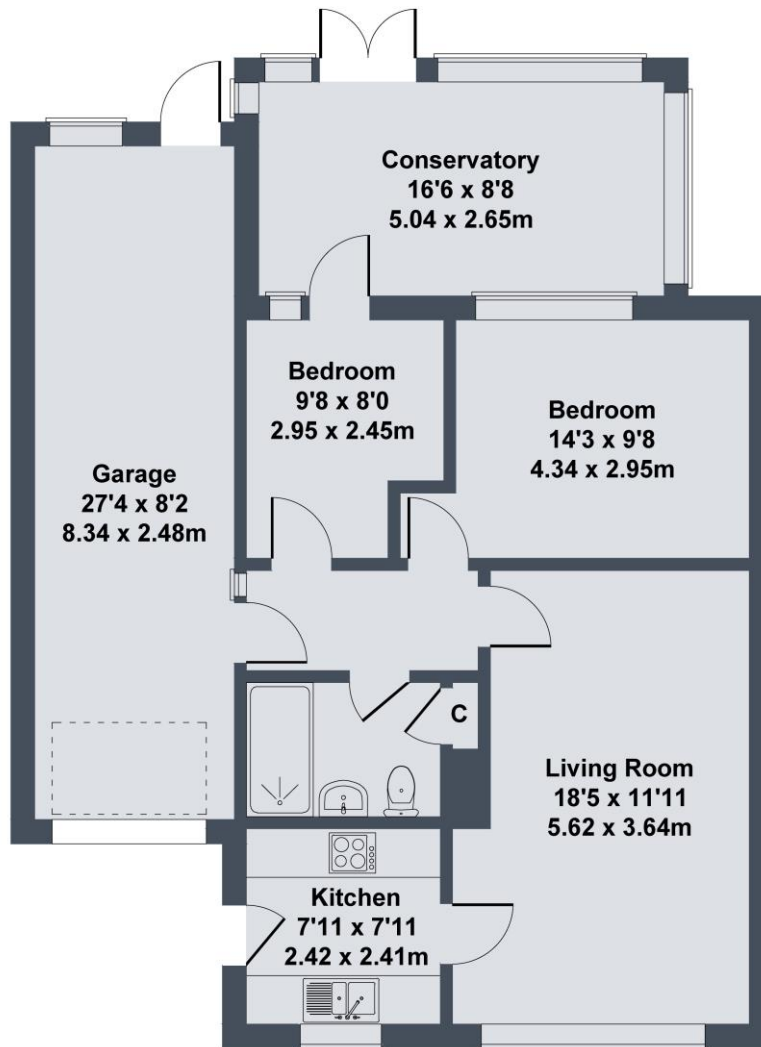 Conservatory
16'6 x 8'8
5.04 x 2.65m
Bedroom
9'8 x 8'0
2.95 x 2.45m
Bedroom
14'3 x 9'8
4.34 x 2.95m
Garage
27'4 x 8'2
8.34 x 2.48m
C
Living Room
18'5 x 11'11
5.62 x 3.64m
Kitchen
7'11 x 7'11
2.42 x 2.41m